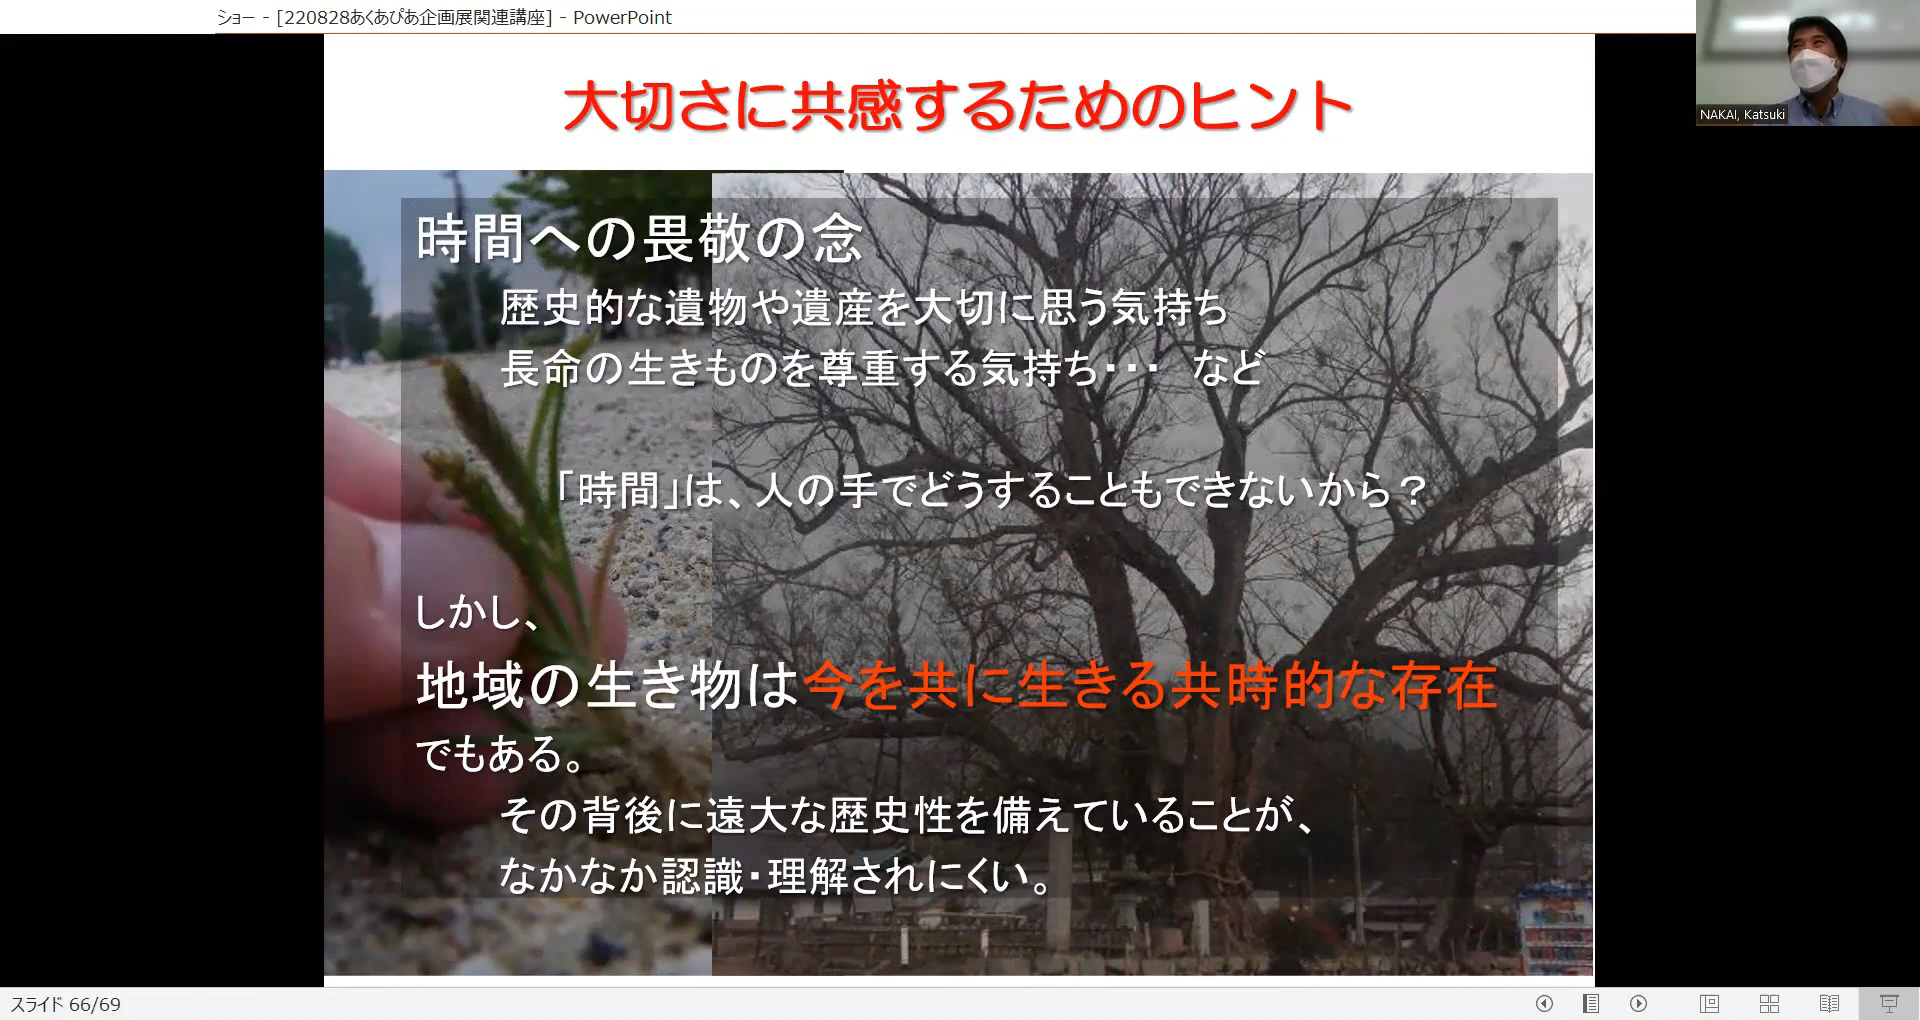 ショー - [220828あくあぴあ企画展関連講座] - PowerPoint
NAKAI, Katsuki
大切さに共感するためのヒント
時間への畏敬の念
歴史的な遺物や遺産を大切に思う気持ち
長命の生きものを尊重する気持ち・・・ など
「時間」は、人の手でどうすることもできないから？
しかし、
地域の生き物は今を共に生きる共時的な存在
でもある。
その背後に遠大な歴史性を備えていることが、
なかなか認識・理解されにくい。
スライド 66/69